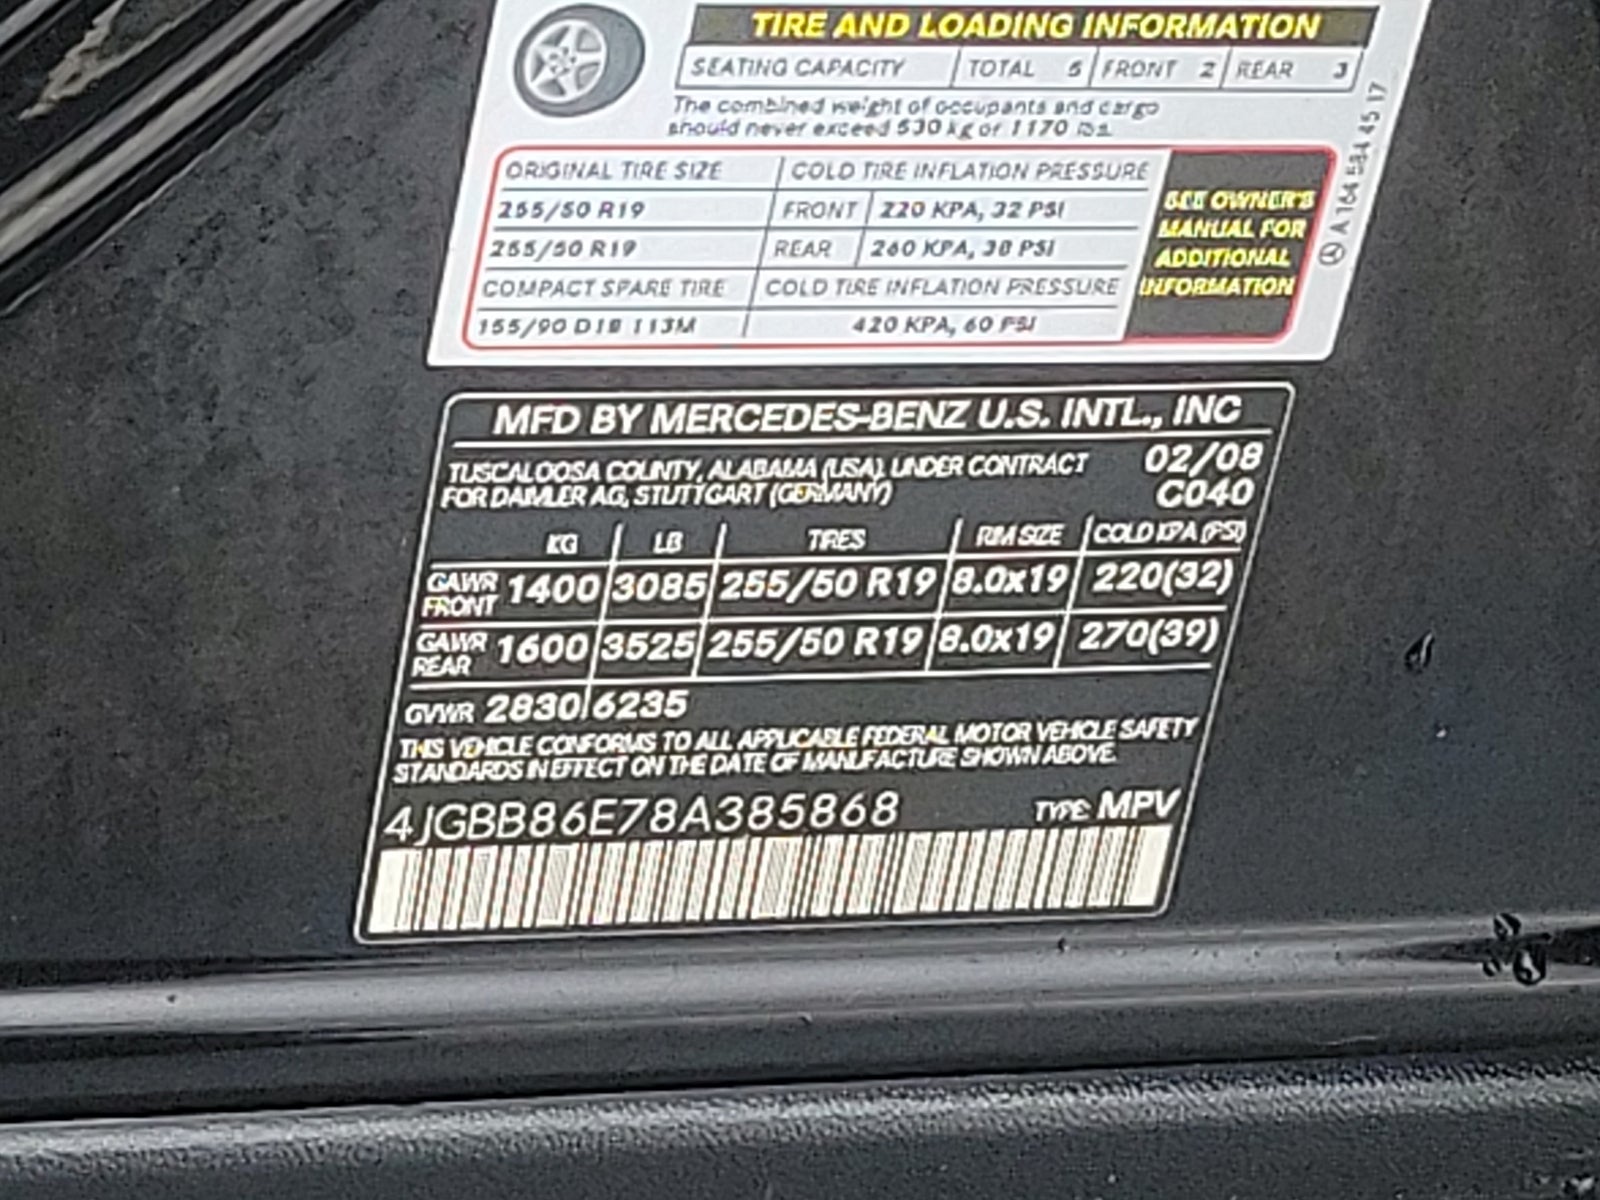 TIRE AND LOADING INFORMATION
SEATING CAPACITY TOTAL 5 FRONT 2 REAR 3
The combined weight of occupants and cargo
should never exceed 530 kg or 1170 lbs.
ORIGINAL TIRE SIZE COLD TIRE INFLATION PRESSURE
255/50 R19 FRONT 220 KPA, 32 PSI
255/50 R19 REAR 260 KPA, 38 PSI
COMPACT SPARE TIRE COLD TIRE INFLATION PRESSURE
155/90 D18 113M 420 KPA, 60 PSI
SEE OWNER'S
MANUAL FOR
ADDITIONAL
INFORMATION
A 164 584 45 17
MFD BY MERCEDES-BENZ U.S. INTL., INC
TUSCALOOSA COUNTY, ALABAMA (USA), UNDER CONTRACT 02/08
FOR DAIMLER AG, STUTTGART (GERMANY) C040
KG LB TIRES RIM SIZE COLD KPA (PSI)
GAWR FRONT 1400 3085 255/50 R19 8.0x19 220(32)
GAWR REAR 1600 3525 255/50 R19 8.0x19 270(39)
GVWR 2830 6235
THIS VEHICLE CONFORMS TO ALL APPLICABLE FEDERAL MOTOR VEHICLE SAFETY
STANDARDS IN EFFECT ON THE DATE OF MANUFACTURE SHOWN ABOVE.
4JGBB86E78A385868 TYPE: MPV